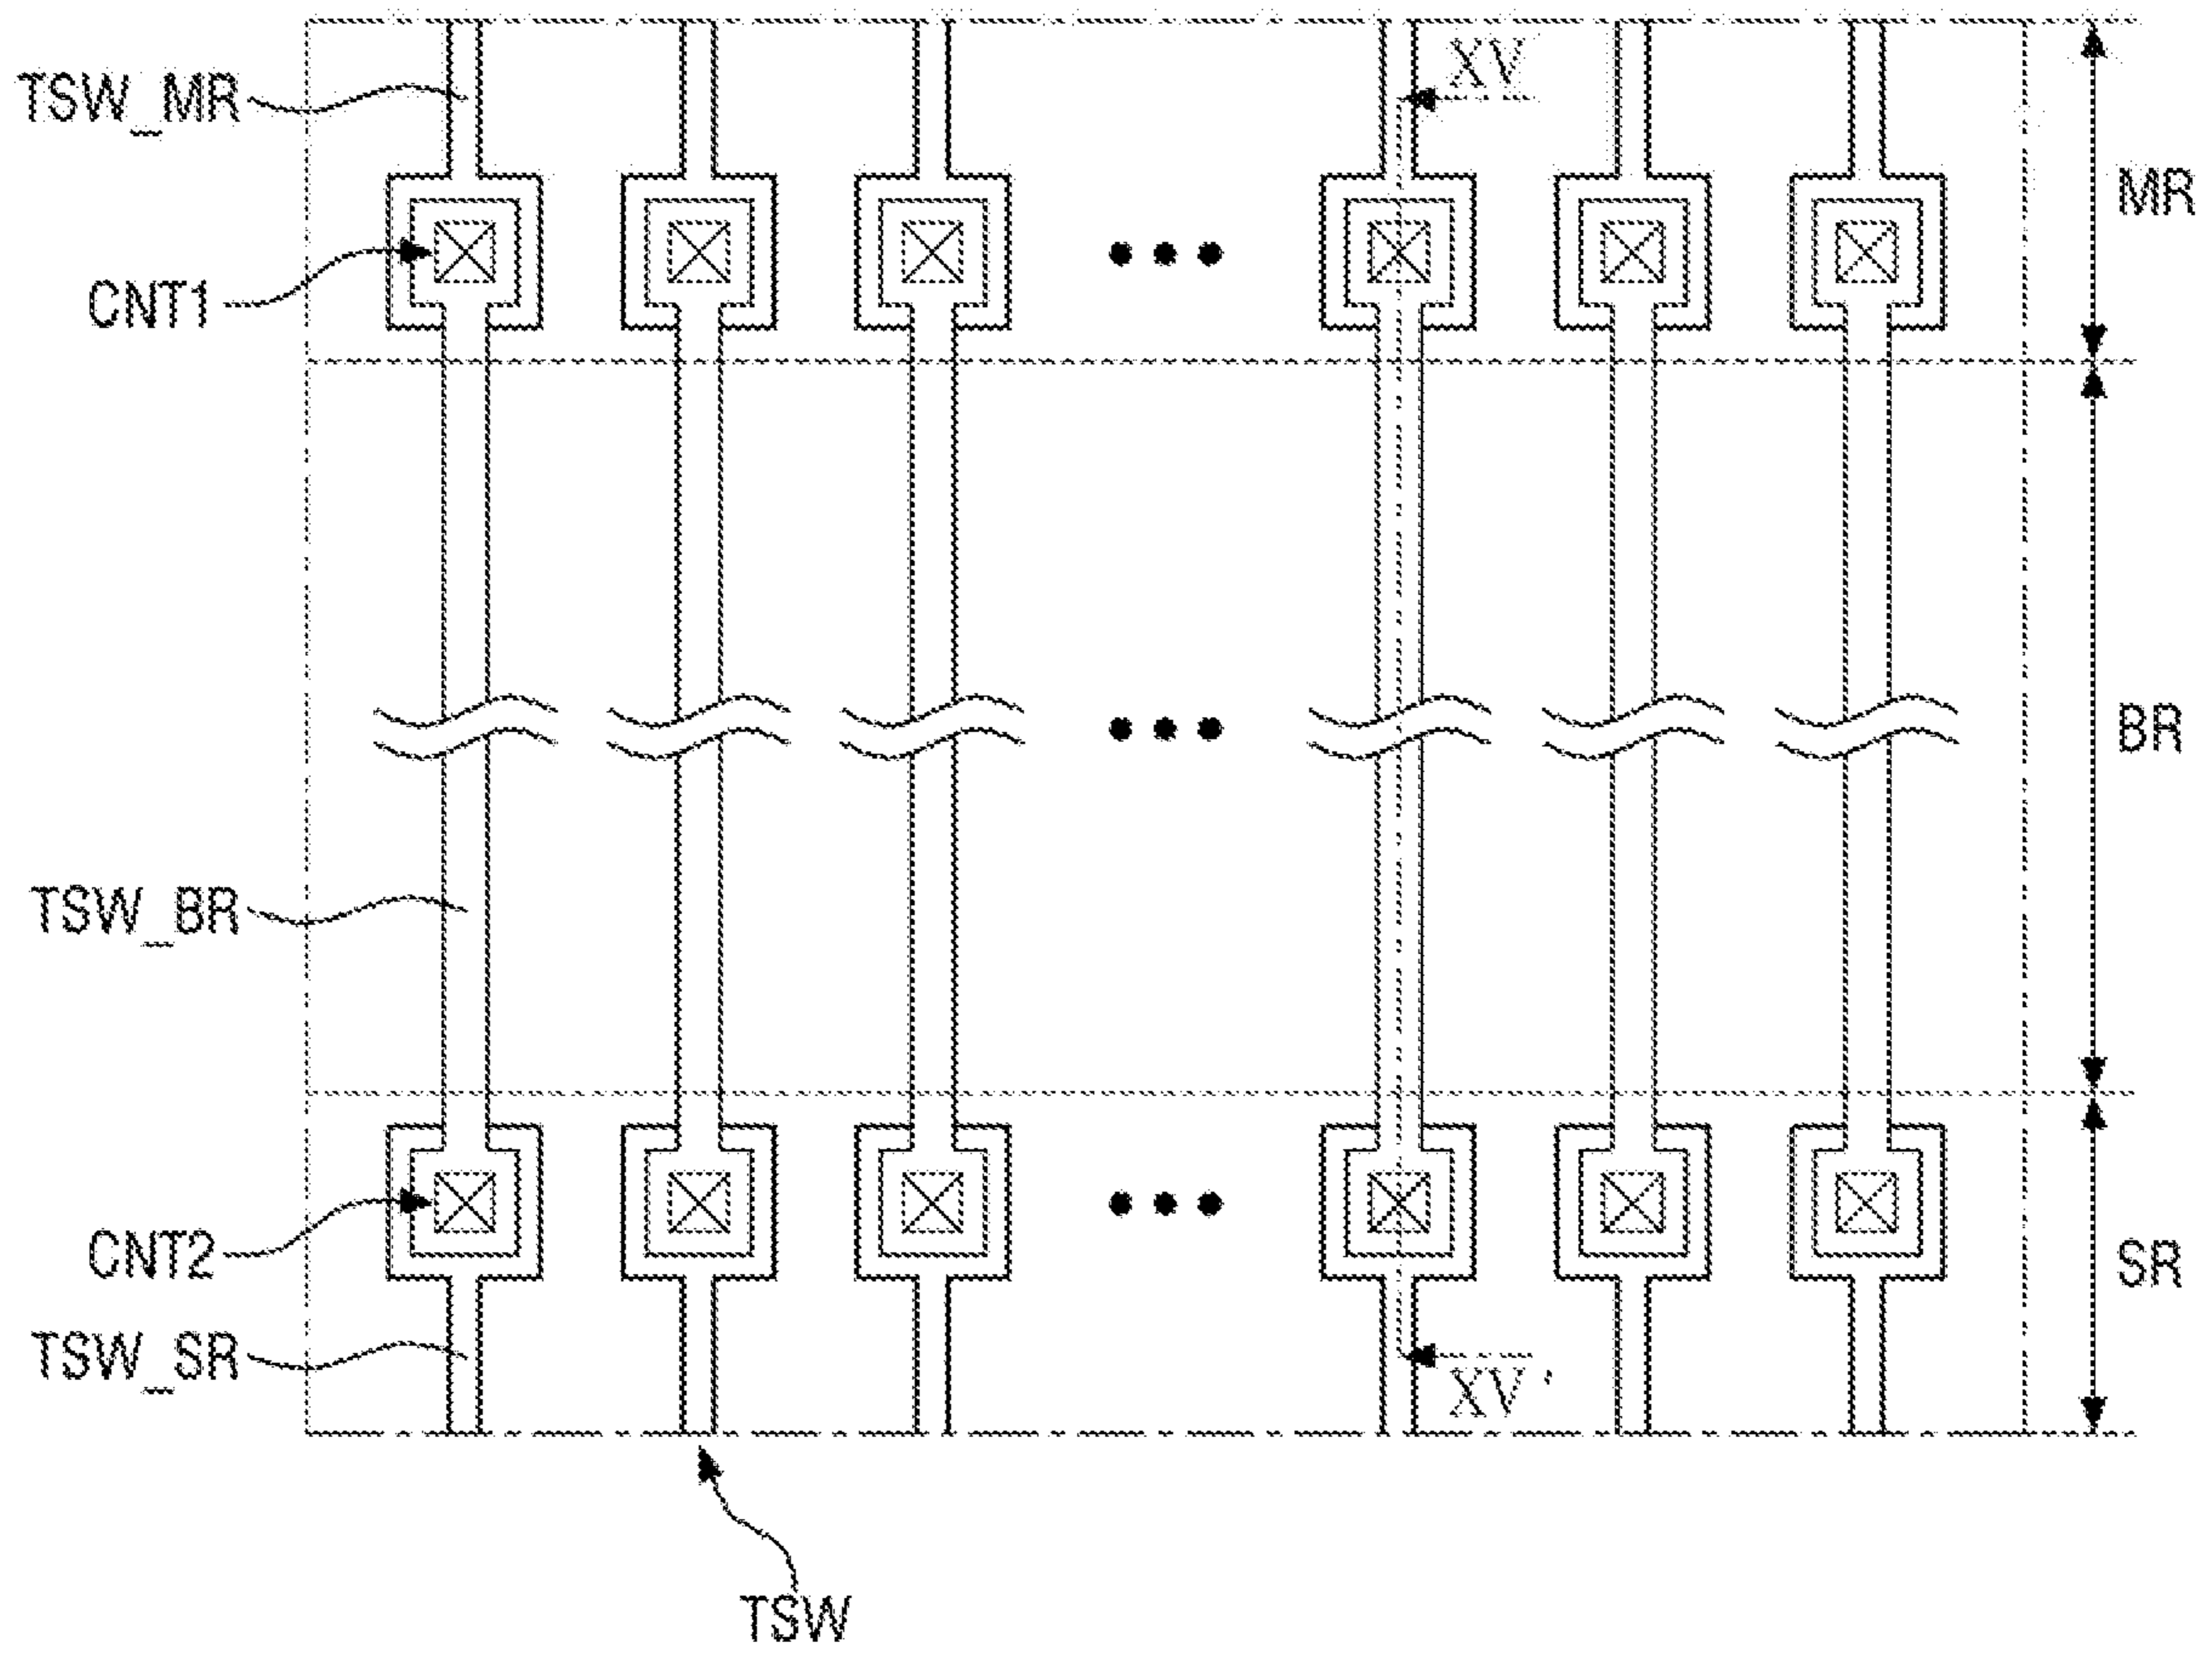 XV
TSW_MR
MR
CNT1
BR
TSW_BR
CNT2
SR
TSW_SR
XV'
TSW